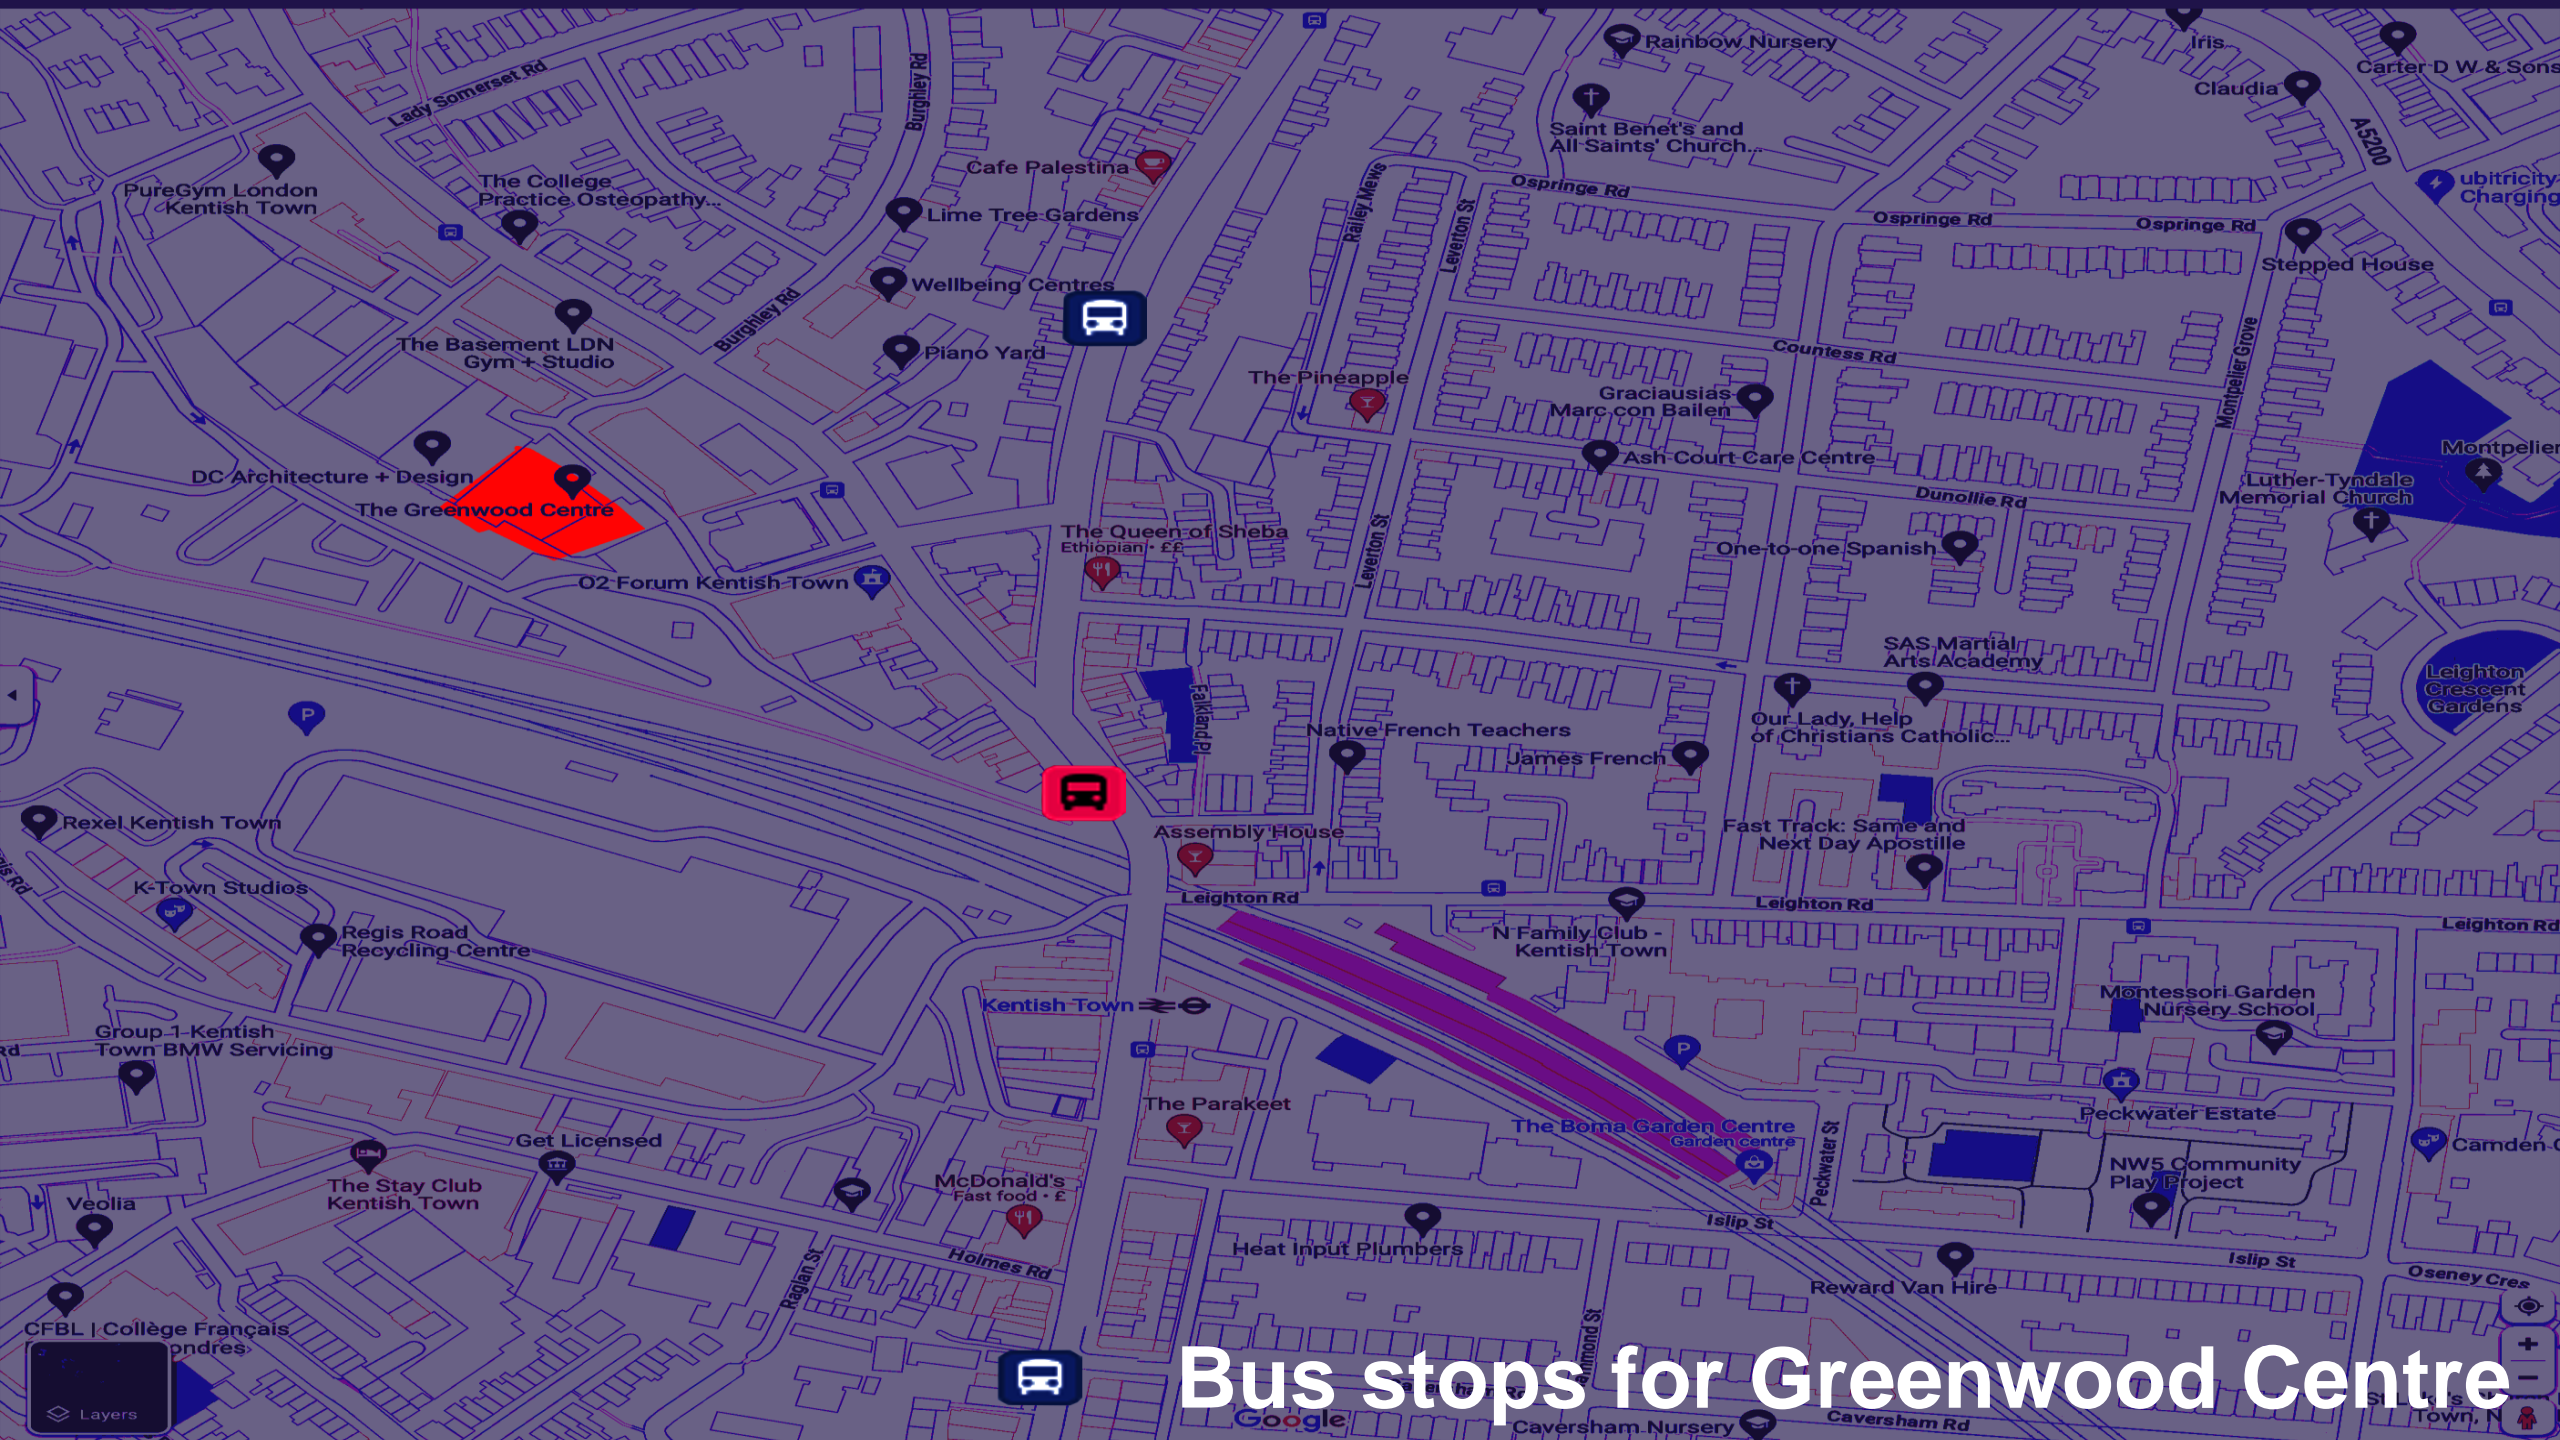 Rainbow Nursery
Iris
Carter D W & Sons
Claudia
Lady Somerset Rd
Burghley Rd
A5200
Saint Benet's and
All Saints' Church...
Cafe Palestina
PureGym London
Kentish Town
The College
Practice Osteopathy...
Lime Tree Gardens
Railey Mews
Leverton St
Ospringe Rd
Ospringe Rd
Ospringe Rd
ubitricity
Charging
Stepped House
Wellbeing Centres
Burghley Rd
The Basement LDN
Gym + Studio
Piano Yard
The Pineapple
Countess Rd
Montpelier Grove
Graciausias
Marc con Bailen
DC Architecture + Design
The Greenwood Centre
Ash Court Care Centre
Montpelier
Luther-Tyndale
Memorial Church
Dunollie Rd
The Queen of Sheba
Ethiopian • ££
Leverton St
One-to-one Spanish
O2 Forum Kentish Town
SAS Martial
Arts Academy
Leighton
Crescent
Gardens
Falkland Pl
P
Native French Teachers
James French
Our Lady, Help
of Christians Catholic...
Rexel Kentish Town
Assembly House
Fast Track: Same and
Next Day Apostille
gis Rd
K-Town Studios
Leighton Rd
Leighton Rd
Leighton Rd
Regis Road
Recycling Centre
N Family Club -
Kentish Town
Kentish Town
Montessori Garden
Nursery School
Group 1 Kentish
Town BMW Servicing
Rd
P
The Parakeet
The Boma Garden Centre
Garden centre
Peckwater St
Peckwater Estate
Get Licensed
Camden
The Stay Club
Kentish Town
McDonald's
Fast food • £
NW5 Community
Play Project
Veolia
Islip St
Heat Input Plumbers
Islip St
Raglan St
Holmes Rd
Reward Van Hire
Oseney Cres
CFBL | Collège Français
ondres
mmond St
Bus stops for Greenwood Centre
Layers
Google
Caversham Nursery
Caversham Rd
Town, N